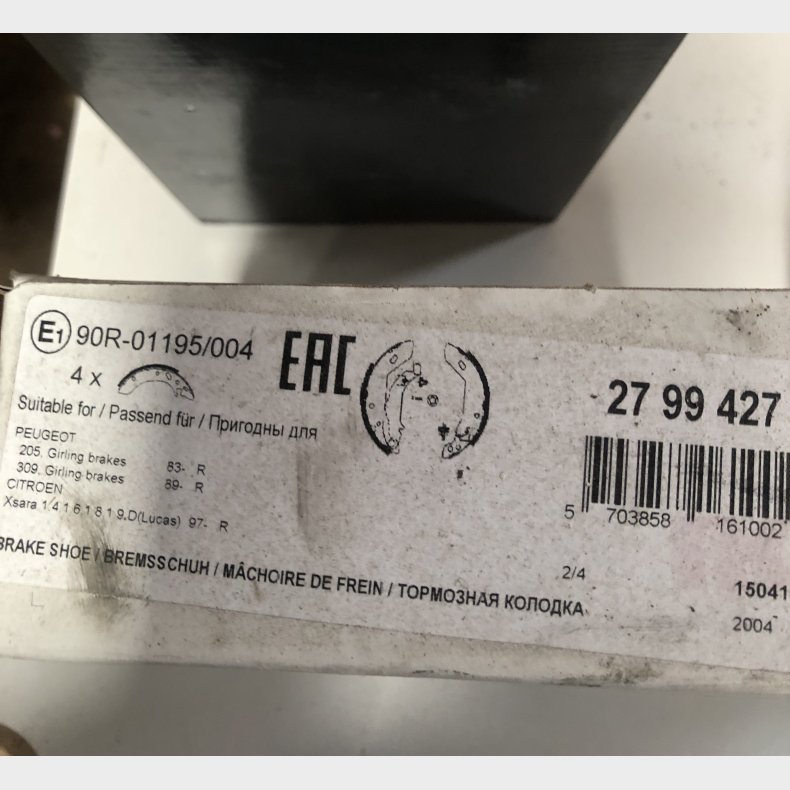 E1 90R-01195/004
EAC
4 x
Suitable for / Passend für / Пригодны для
PEUGEOT
205. Girling brakes 83- R
309. Girling brakes 89- R
CITROEN
Xsara 1.4 1.6 1.8 1.9.D(Lucas) 97- R
BRAKE SHOE / BREMSSCHUH / MÂCHOIRE DE FREIN / ТОРМОЗНАЯ КОЛОДКА
27 99 427
5 703858 161002
2/4
15041
2004